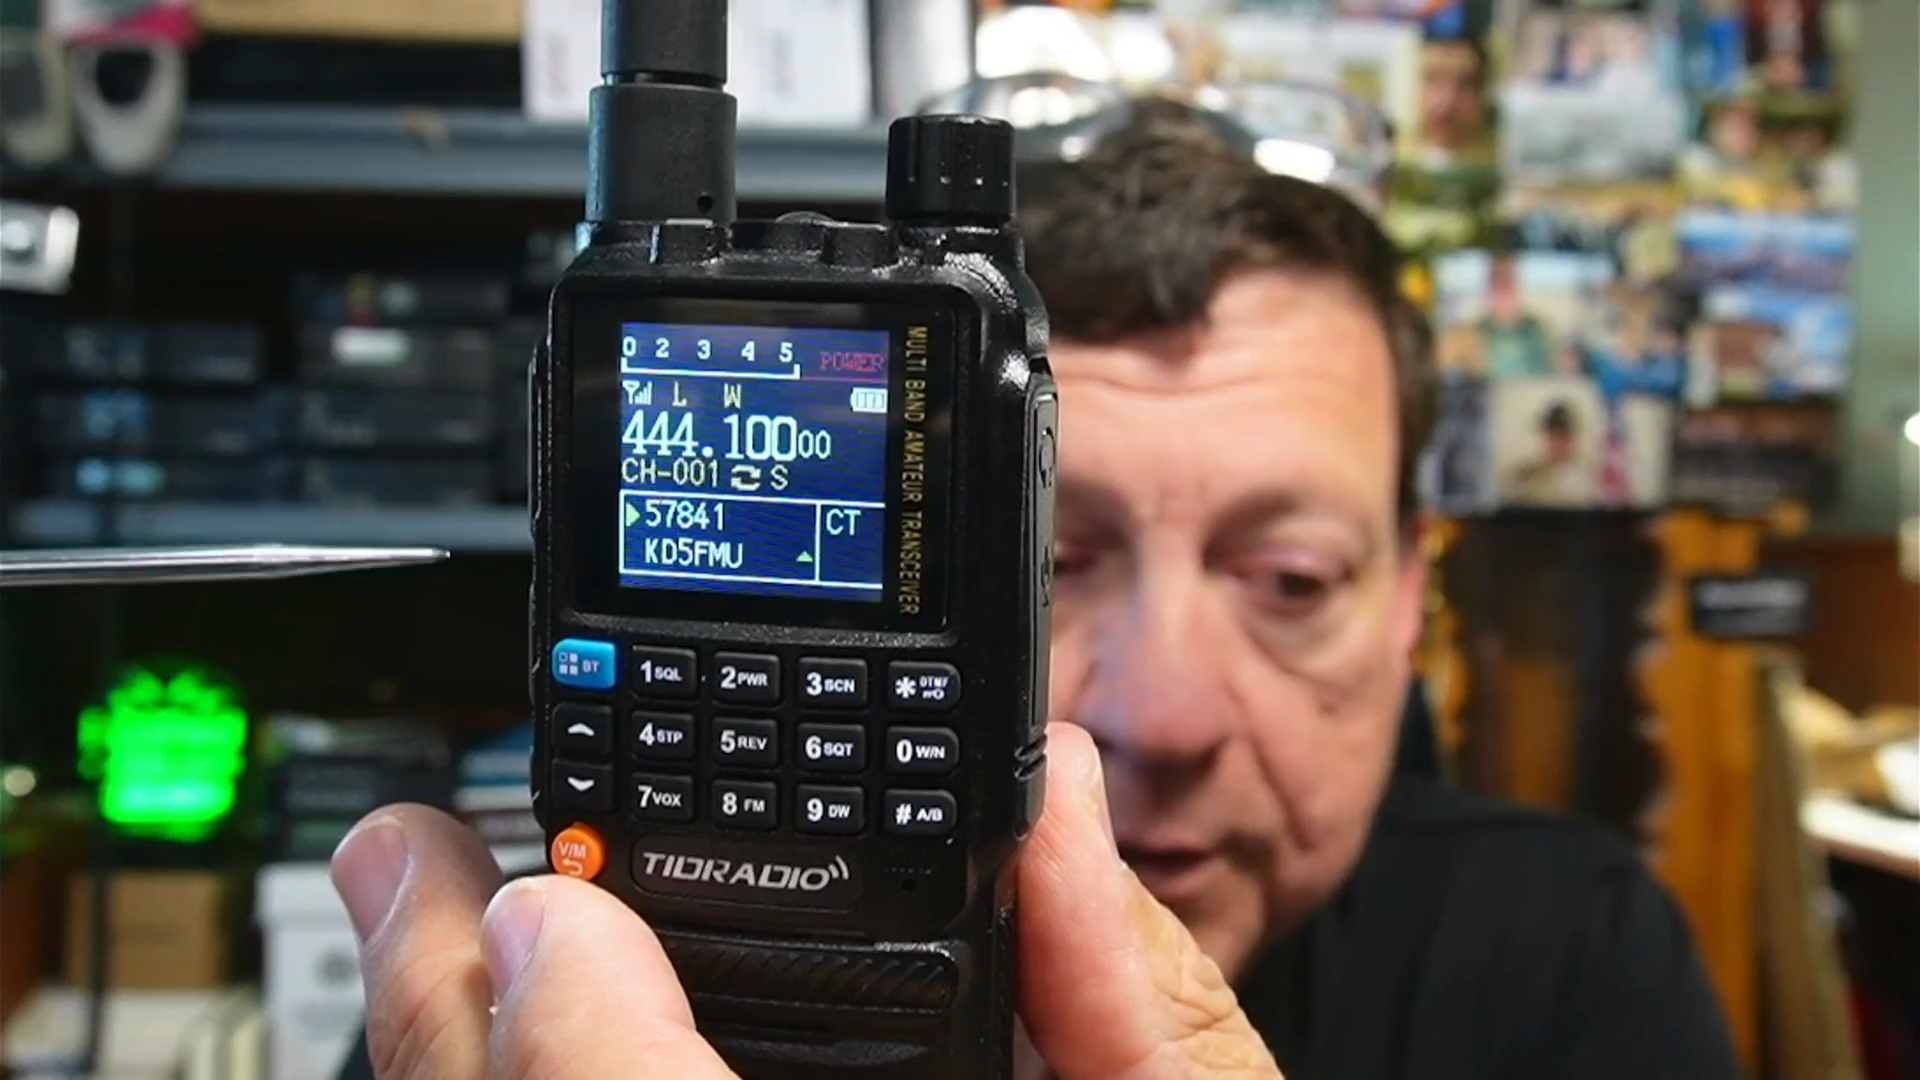 0 2 3 4 5 POWER
L W
444.10000
CH-001 S
57841 CT
KD5FMU
MULTI BAND AMATEUR TRANSCEIVER
BT 1SQL 2PWR 3SCN * DTMF
4STP 5REV 6SQT 0W/N
7VOX 8FM 9DW #A/B
V/M
TIDRADIO